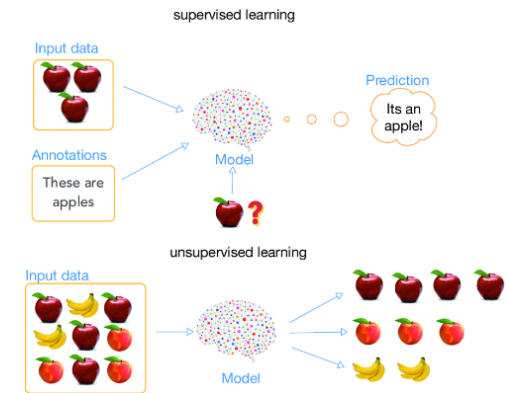 supervised learning
Input data
Prediction
Its an
apple!
Annotations
Model
These are
apples
?
unsupervised learning
Input data
Model